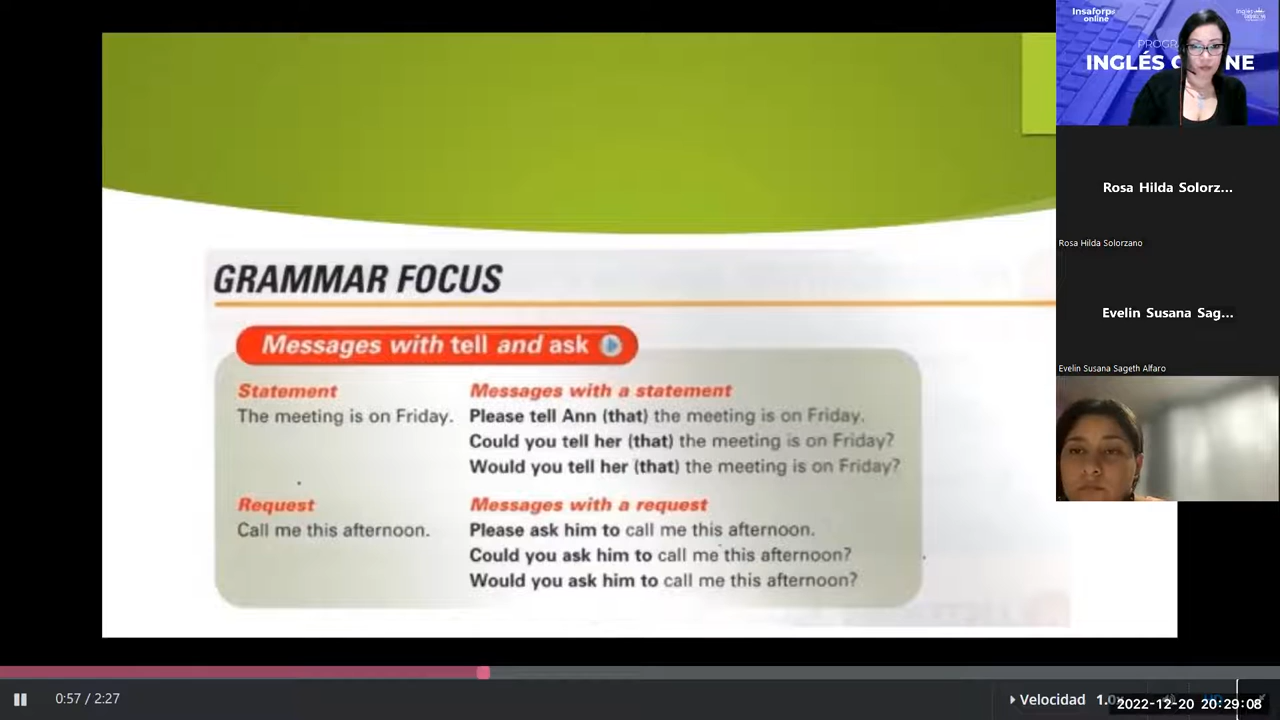 GRAMMAR FOCUS
Messages with tell and ask
Statement Messages with a statement
The meeting is on Friday. Please tell Ann (that) the meeting is on Friday.
Could you tell her (that) the meeting is on Friday?
Would you tell her (that) the meeting is on Friday?
Request Messages with a request
Call me this afternoon. Please ask him to call me this afternoon.
Could you ask him to call me this afternoon?
Would you ask him to call me this afternoon?
Insaforp
online
INGLÉS
Rosa Hilda Solorz...
Rosa Hilda Solorzano
Evelin Susana Sag...
Evelin Susana Sageth Alfaro
0:57 / 2:27
Velocidad 1.0x
2022-12-20 20:29:08